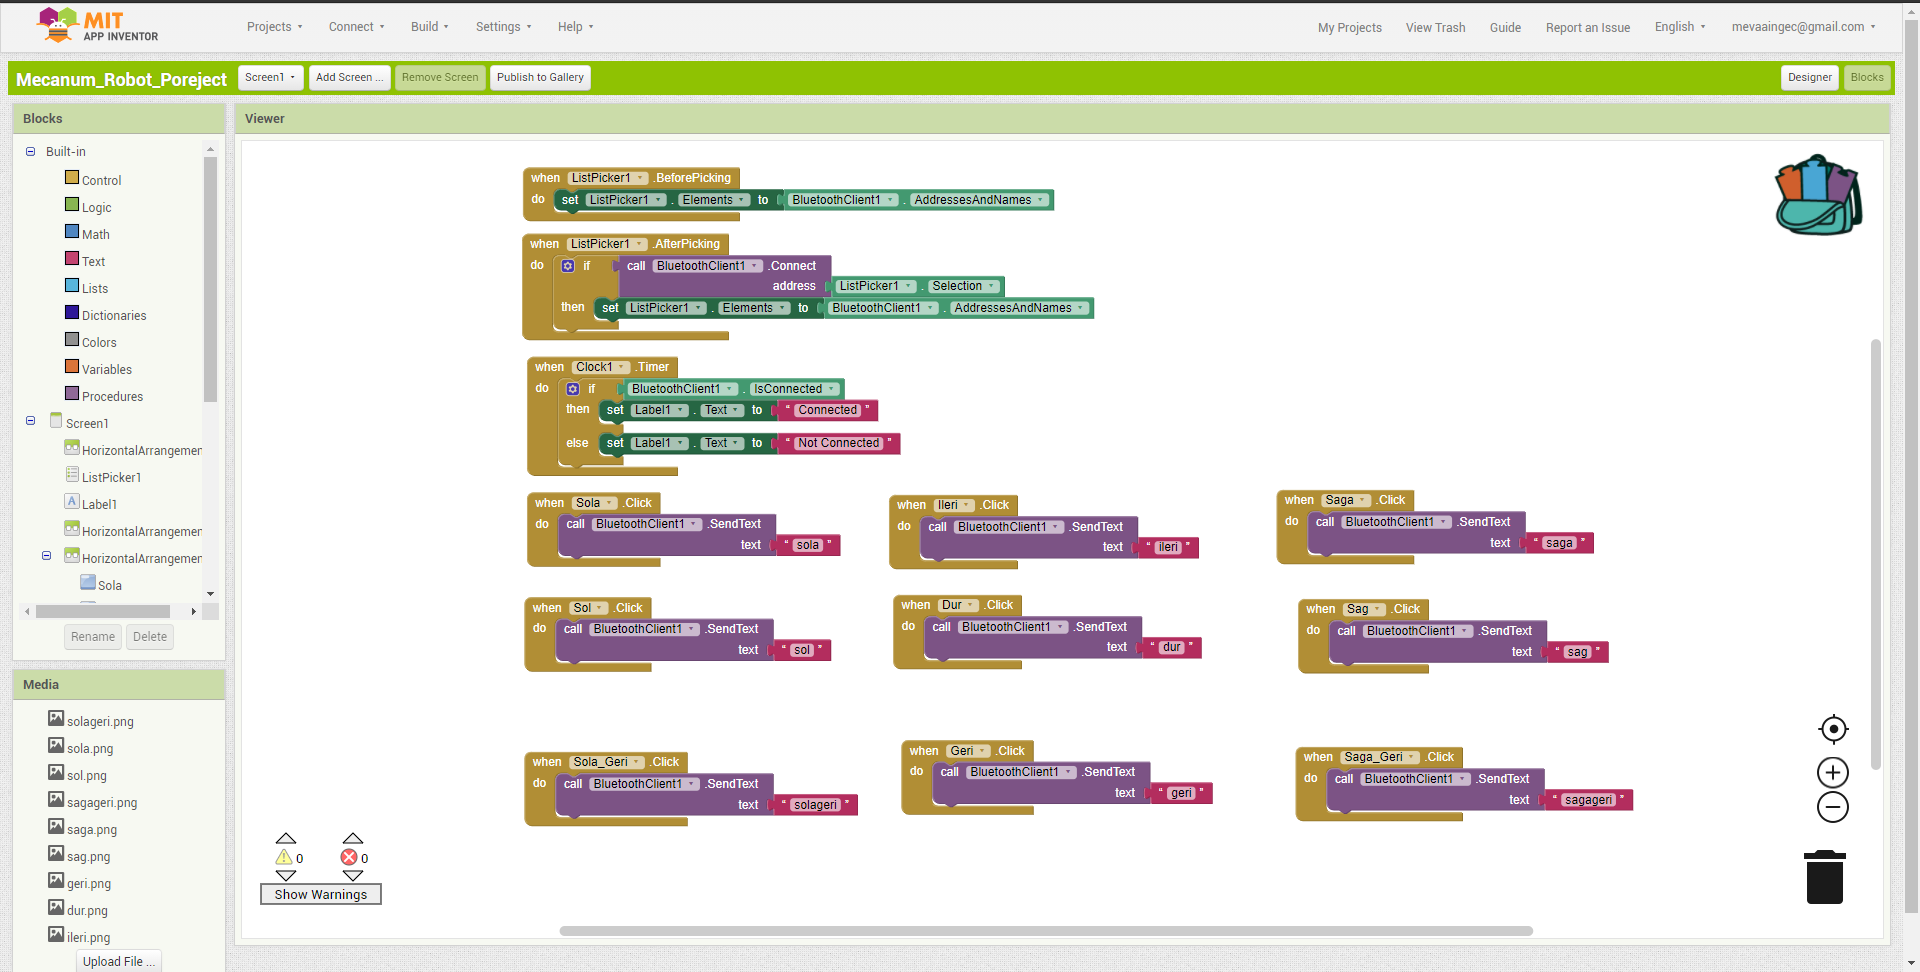 MIT
APP INVENTOR
Projects Connect Build Settings Help My Projects View Trash Guide Report an Issue English mevaaingec@gmail.com
Mecanum_Robot_Poreject Screen1 Add Screen ... Remove Screen Publish to Gallery Designer Blocks
Blocks
Built-in
Control
Logic
Math
Text
Lists
Dictionaries
Colors
Variables
Procedures
Screen1
HorizontalArrangemen
ListPicker1
A Label1
HorizontalArrangemen
HorizontalArrangemen
Sola
Rename Delete
Media
solageri.png
sola.png
sol.png
sagageri.png
saga.png
sag.png
geri.png
dur.png
ileri.png
Upload File ...
Viewer
when ListPicker1 .BeforePicking
do set ListPicker1 . Elements to BluetoothClient1 . AddressesAndNames
when ListPicker1 .AfterPicking
do if call BluetoothClient1 .Connect
address ListPicker1 . Selection
then set ListPicker1 . Elements to BluetoothClient1 . AddressesAndNames
when Clock1 .Timer
do if BluetoothClient1 . IsConnected
then set Label1 . Text to “ Connected ”
else set Label1 . Text to “ Not Connected ”
when Sola .Click
do call BluetoothClient1 .SendText
text “ sola ”
when Ileri .Click
do call BluetoothClient1 .SendText
text “ ileri ”
when Saga .Click
do call BluetoothClient1 .SendText
text “ saga ”
when Sol .Click
do call BluetoothClient1 .SendText
text “ sol ”
when Dur .Click
do call BluetoothClient1 .SendText
text “ dur ”
when Sag .Click
do call BluetoothClient1 .SendText
text “ sag ”
when Sola_Geri .Click
do call BluetoothClient1 .SendText
text “ solageri ”
when Geri .Click
do call BluetoothClient1 .SendText
text “ geri ”
when Saga_Geri .Click
do call BluetoothClient1 .SendText
text “ sagageri ”
0 0
Show Warnings